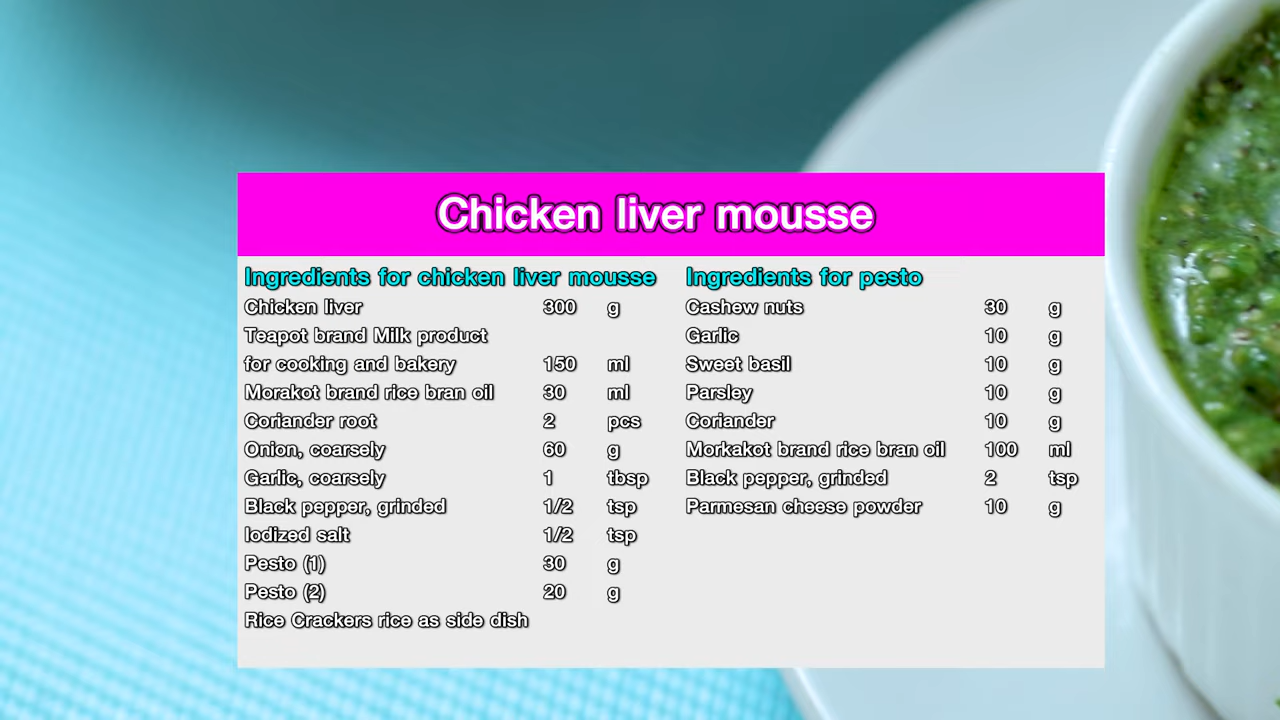 Chicken liver mousse
Ingredients for chicken liver mousse
Chicken liver 300 g
Teapot brand Milk product
for cooking and bakery 150 ml
Morakot brand rice bran oil 30 ml
Coriander root 2 pcs
Onion, coarsely 60 g
Garlic, coarsely 1 tbsp
Black pepper, grinded 1/2 tsp
Iodized salt 1/2 tsp
Pesto (1) 30 g
Pesto (2) 20 g
Rice Crackers rice as side dish
Ingredients for pesto
Cashew nuts 30 g
Garlic 10 g
Sweet basil 10 g
Parsley 10 g
Coriander 10 g
Morkakot brand rice bran oil 100 ml
Black pepper, grinded 2 tsp
Parmesan cheese powder 10 g